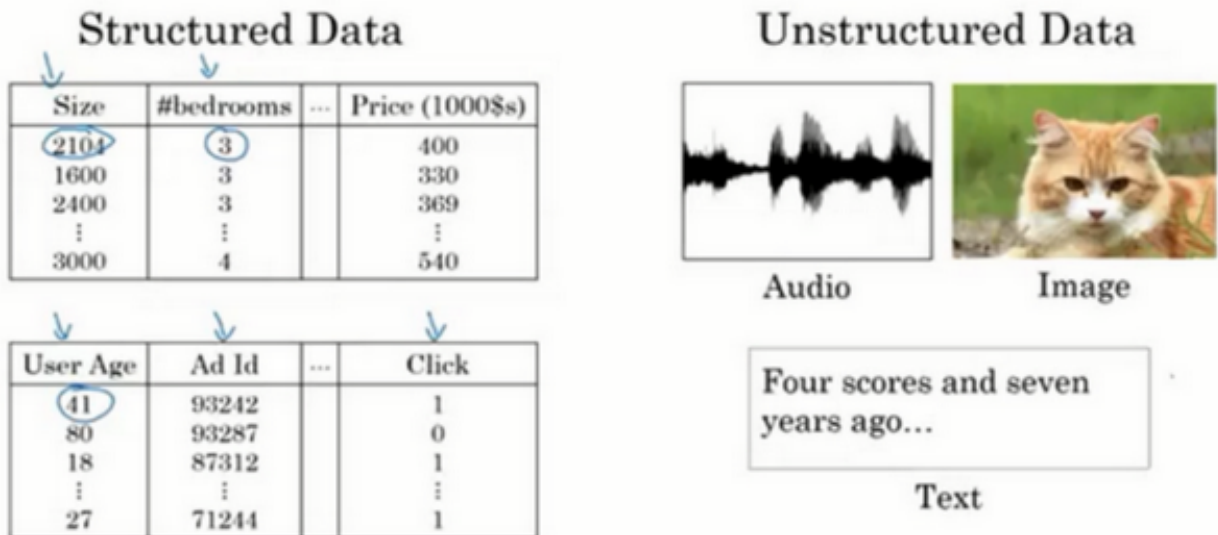 Structured Data
Size #bedrooms ... Price (1000$s)
2104 3 400
1600 3 330
2400 3 369
⋮ ⋮ ⋮
3000 4 540
User Age Ad Id ... Click
41 93242 1
80 93287 0
18 87312 1
⋮ ⋮ ⋮
27 71244 1
Unstructured Data
Audio Image
Four scores and seven
years ago...
Text